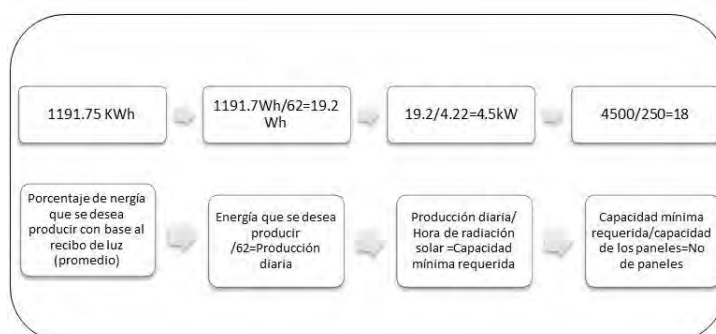 1191.75 KWh
1191.7Wh/62=19.2
Wh
19.2/4.22=4.5kW
4500/250=18
Porcentaje de nergía
que se desea
producir con base al
recibo de luz
(promedio)
Energía que se desea
producir
/62=Producción
diaria
Producción diaria/
Hora de radiación
solar =Capacidad
mínima requerida
Capacidad mínima
requerida/capacidad
de los paneles=No
de paneles